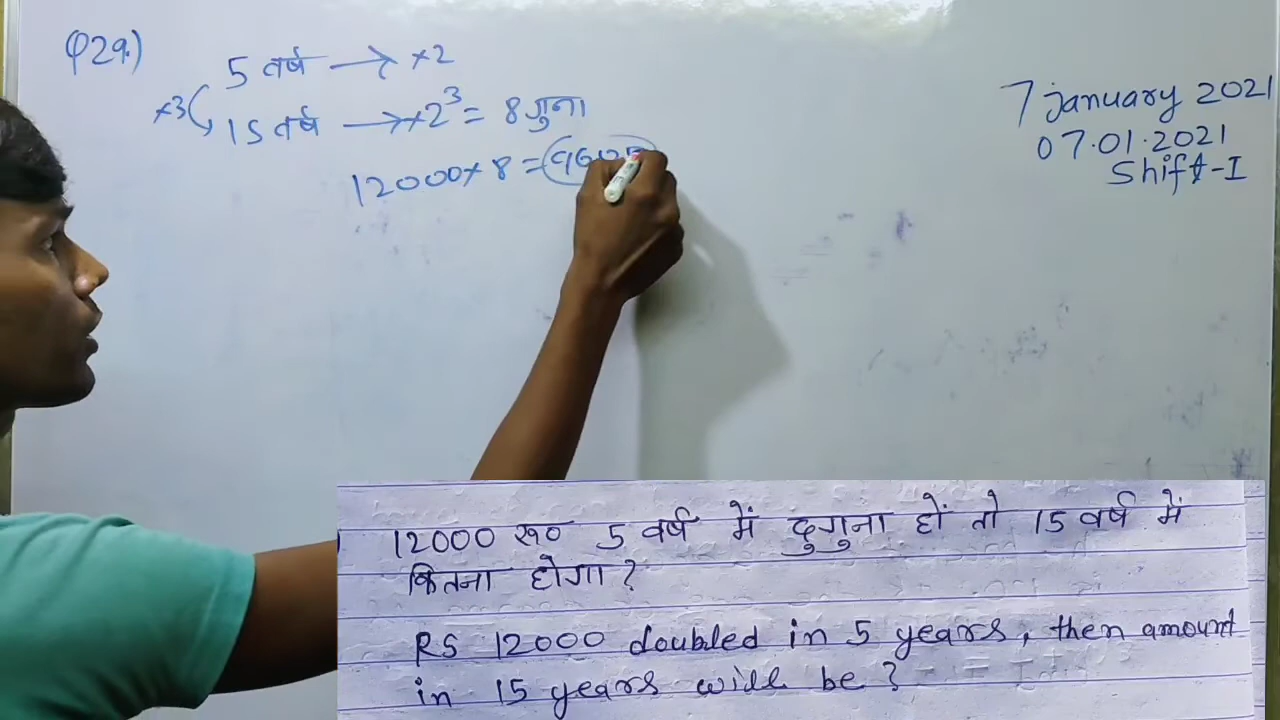 Q29.)
5 वर्ष → ×2
×3 15 वर्ष → ×2³ = 8 गुना
12000 × 8 =
7 January 2021
07.01.2021
Shift-I
12000 रू० 5 वर्ष में दुगुना हों तो 15 वर्ष में
कितना होगा ?
RS 12000 doubled in 5 years, then amount
in 15 years will be ?